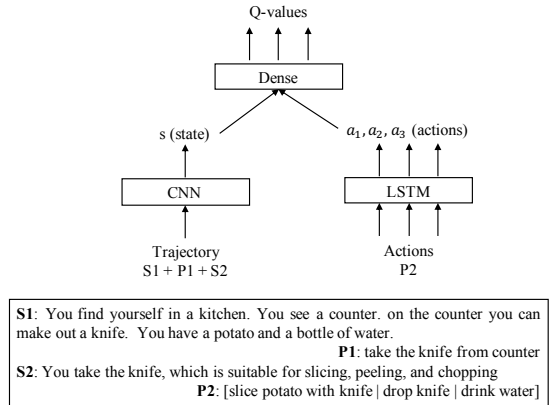 Q-values
Dense
s (state)
a₁, a₂, a₃ (actions)
CNN
LSTM
Trajectory
S1 + P1 + S2
Actions
P2
S1: You find yourself in a kitchen. You see a counter. on the counter you can
make out a knife. You have a potato and a bottle of water.
P1: take the knife from counter
S2: You take the knife, which is suitable for slicing, peeling, and chopping
P2: [slice potato with knife | drop knife | drink water]